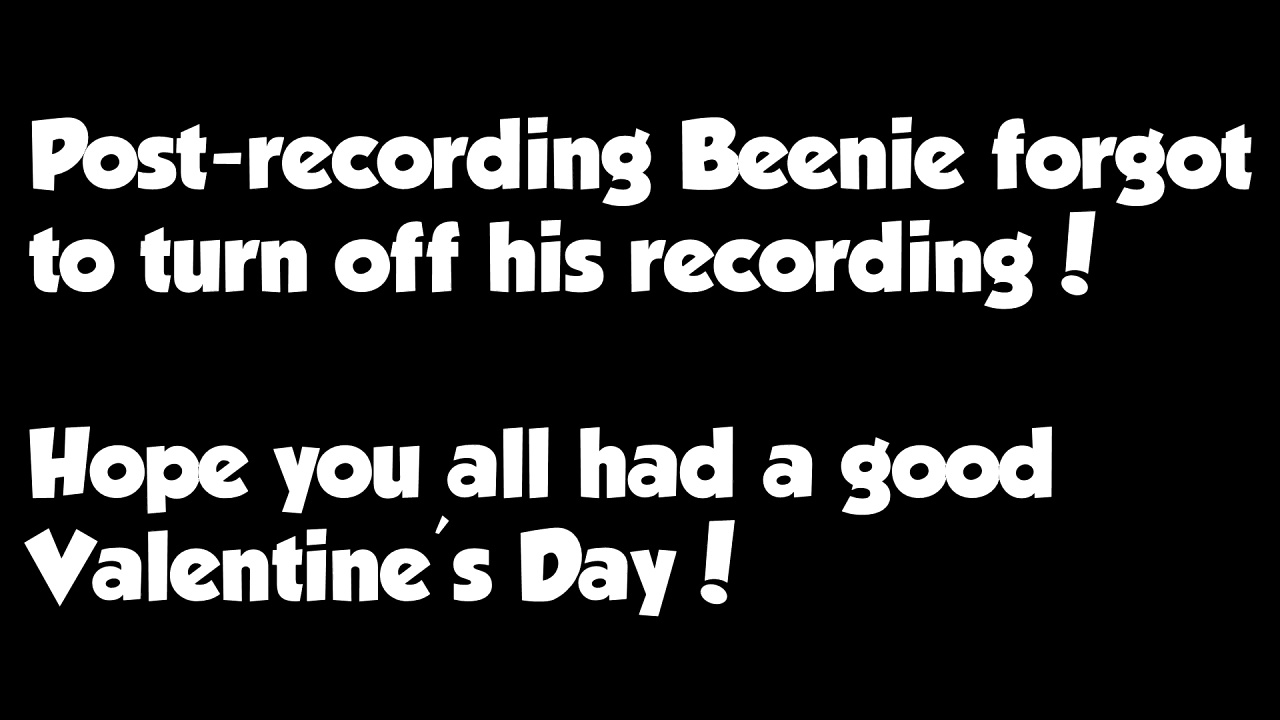 Post-recording Beenie forgot
to turn off his recording!
Hope you all had a good
Valentine's Day!